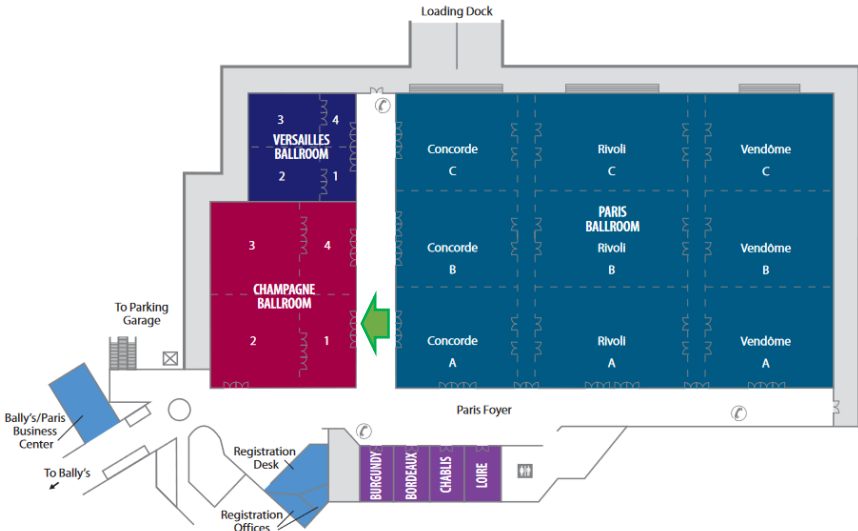 Loading Dock
3
4
VERSAILLES
BALLROOM
2
1
Concorde
C
Rivoli
C
Vendôme
C
PARIS
BALLROOM
3
4
Concorde
B
Rivoli
B
Vendôme
B
CHAMPAGNE
BALLROOM
2
1
Concorde
A
Rivoli
A
Vendôme
A
To Parking
Garage
Paris Foyer
Bally's/Paris
Business
Center
To Bally's
Registration
Desk
BURGUNDY
BORDEAUX
CHABLIS
LOIRE
Registration
Offices